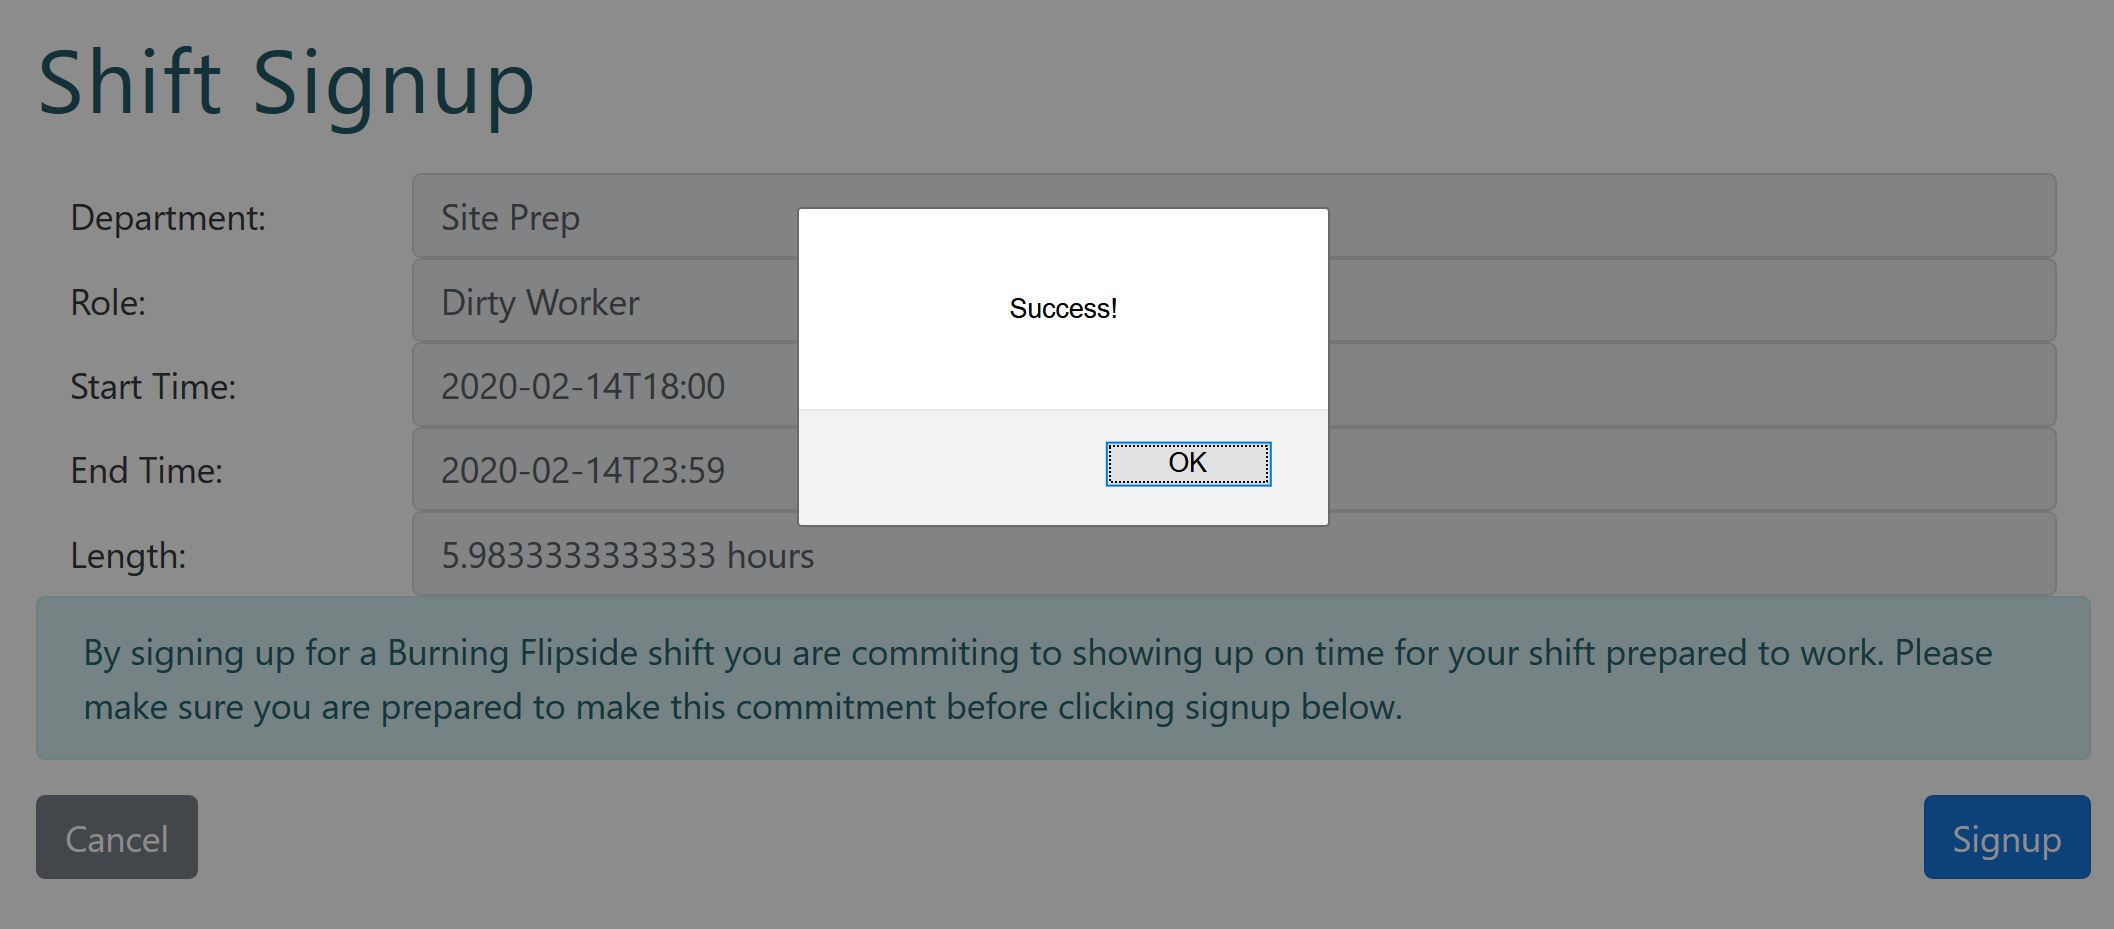 Shift Signup
Department: Site Prep
Role: Dirty Worker
Start Time: 2020-02-14T18:00
End Time: 2020-02-14T23:59
Length: 5.9833333333333 hours
Success!
OK
By signing up for a Burning Flipside shift you are commiting to showing up on time for your shift prepared to work. Please
make sure you are prepared to make this commitment before clicking signup below.
Cancel
Signup